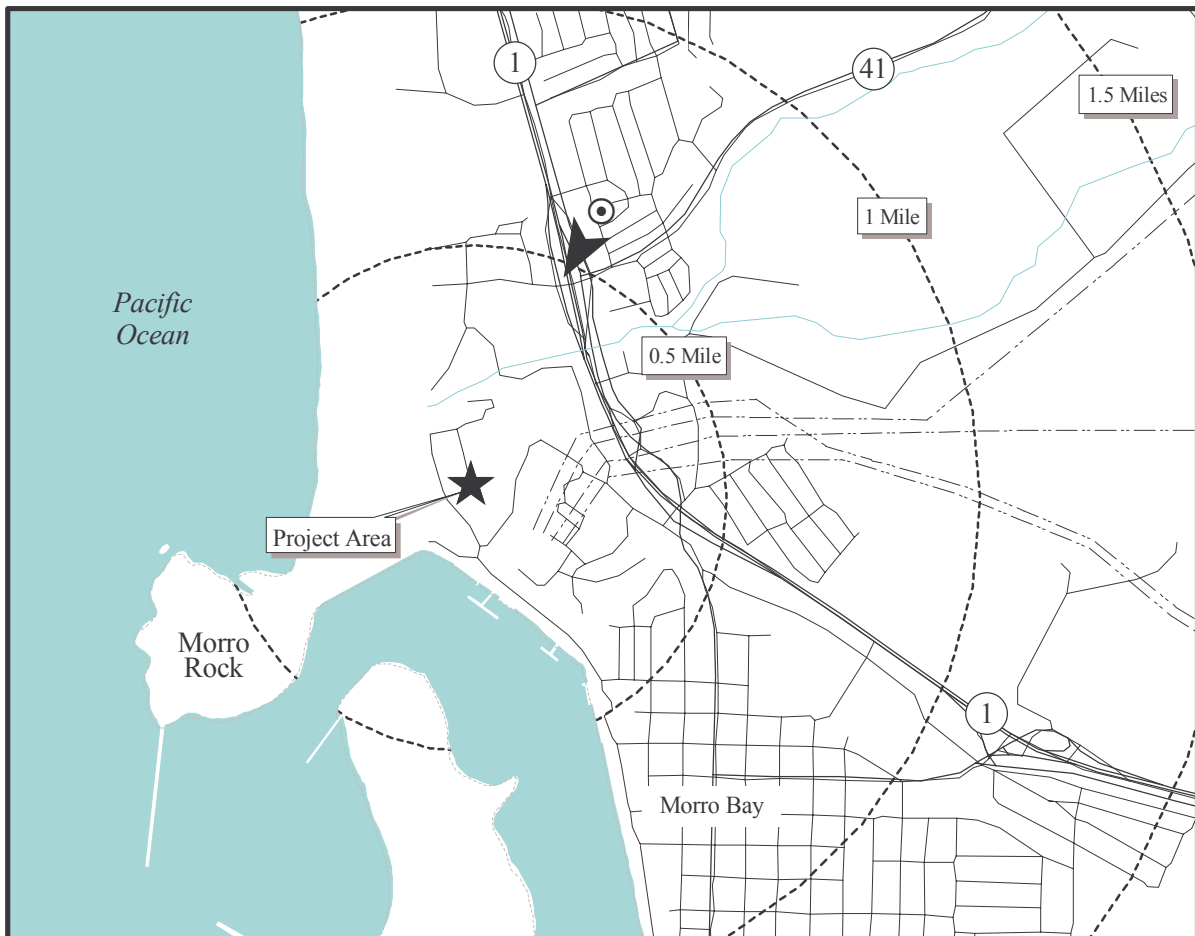 1
41
1.5 Miles
1 Mile
Pacific
Ocean
0.5 Mile
Project Area
Morro
Rock
1
Morro Bay